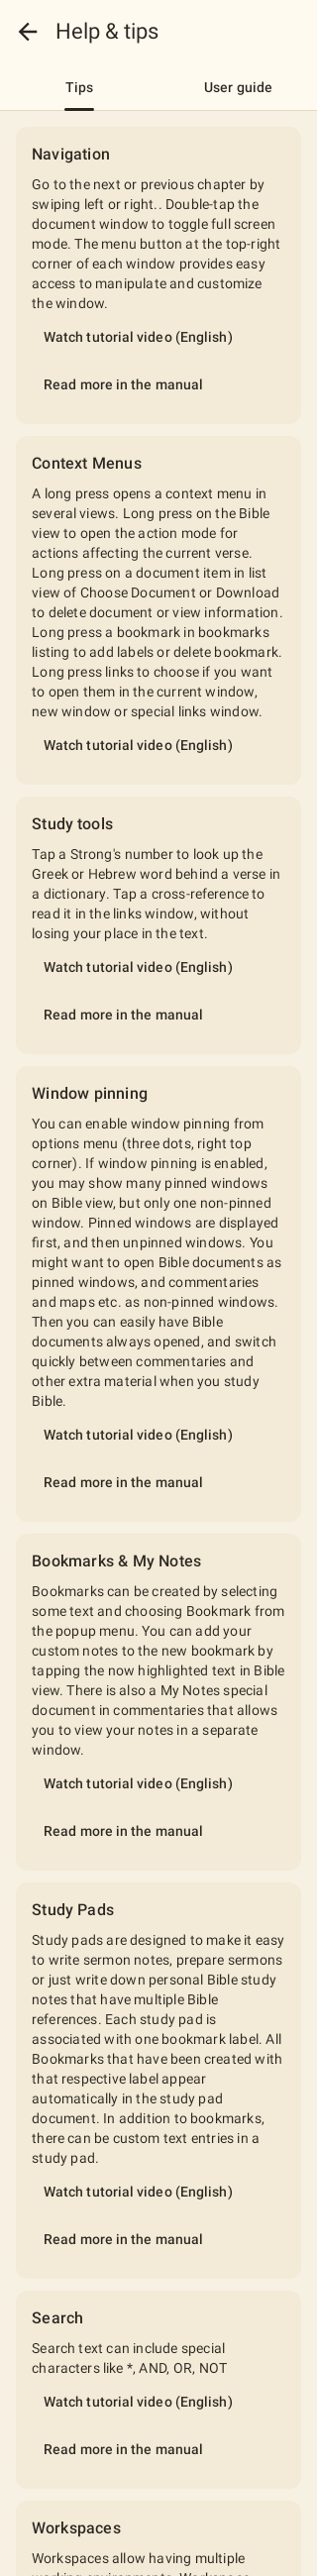 Help & tips
Tips
User guide
Navigation
Go to the next or previous chapter by
swiping left or right.. Double-tap the
document window to toggle full screen
mode. The menu button at the top-right
corner of each window provides easy
access to manipulate and customize
the window.
Watch tutorial video (English)
Read more in the manual
Context Menus
A long press opens a context menu in
several views. Long press on the Bible
view to open the action mode for
actions affecting the current verse.
Long press on a document item in list
view of Choose Document or Download
to delete document or view information.
Long press a bookmark in bookmarks
listing to add labels or delete bookmark.
Long press links to choose if you want
to open them in the current window,
new window or special links window.
Watch tutorial video (English)
Study tools
Tap a Strong's number to look up the
Greek or Hebrew word behind a verse in
a dictionary. Tap a cross-reference to
read it in the links window, without
losing your place in the text.
Watch tutorial video (English)
Read more in the manual
Window pinning
You can enable window pinning from
options menu (three dots, right top
corner). If window pinning is enabled,
you may show many pinned windows
on Bible view, but only one non-pinned
window. Pinned windows are displayed
first, and then unpinned windows. You
might want to open Bible documents as
pinned windows, and commentaries
and maps etc. as non-pinned windows.
Then you can easily have Bible
documents always opened, and switch
quickly between commentaries and
other extra material when you study
Bible.
Watch tutorial video (English)
Read more in the manual
Bookmarks & My Notes
Bookmarks can be created by selecting
some text and choosing Bookmark from
the popup menu. You can add your
custom notes to the new bookmark by
tapping the now highlighted text in Bible
view. There is also a My Notes special
document in commentaries that allows
you to view your notes in a separate
window.
Watch tutorial video (English)
Read more in the manual
Study Pads
Study pads are designed to make it easy
to write sermon notes, prepare sermons
or just write down personal Bible study
notes that have multiple Bible
references. Each study pad is
associated with one bookmark label. All
Bookmarks that have been created with
that respective label appear
automatically in the study pad
document. In addition to bookmarks,
there can be custom text entries in a
study pad.
Watch tutorial video (English)
Read more in the manual
Search
Search text can include special
characters like *, AND, OR, NOT
Watch tutorial video (English)
Read more in the manual
Workspaces
Workspaces allow having multiple